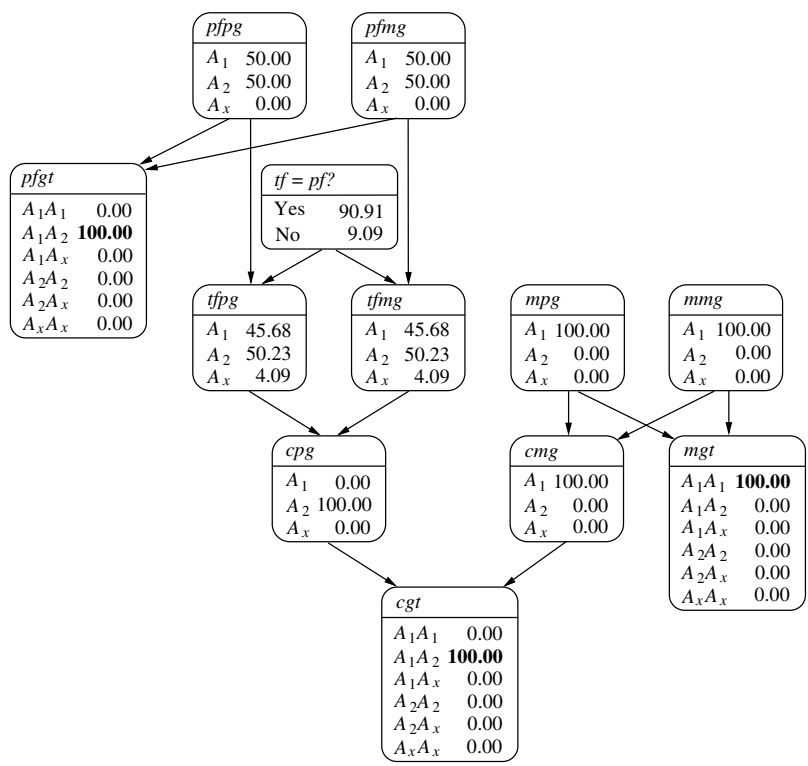 pfpg
A1 50.00
A2 50.00
Ax 0.00
pfmg
A1 50.00
A2 50.00
Ax 0.00
pfgt
A1A1 0.00
A1A2 100.00
A1Ax 0.00
A2A2 0.00
A2Ax 0.00
AxAx 0.00
tf = pf?
Yes 90.91
No 9.09
tfpg
A1 45.68
A2 50.23
Ax 4.09
tfmg
A1 45.68
A2 50.23
Ax 4.09
mpg
A1 100.00
A2 0.00
Ax 0.00
mmg
A1 100.00
A2 0.00
Ax 0.00
cpg
A1 0.00
A2 100.00
Ax 0.00
cmg
A1 100.00
A2 0.00
Ax 0.00
mgt
A1A1 100.00
A1A2 0.00
A1Ax 0.00
A2A2 0.00
A2Ax 0.00
AxAx 0.00
cgt
A1A1 0.00
A1A2 100.00
A1Ax 0.00
A2A2 0.00
A2Ax 0.00
AxAx 0.00